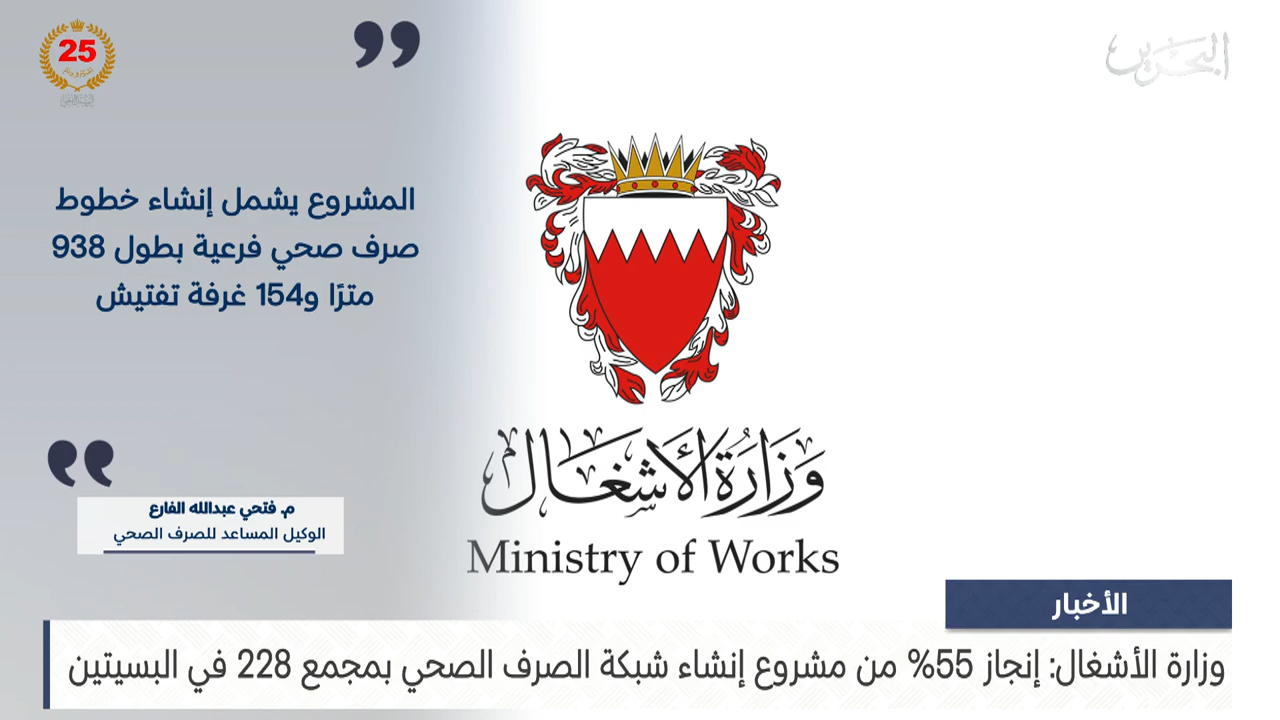 البحرين
25
المشروع يشمل إنشاء خطوط
صرف صحي فرعية بطول 938
مترًا و154 غرفة تفتيش
م. فتحي عبدالله الفارع
الوكيل المساعد للصرف الصحي
وزارة الأشغال
Ministry of Works
الأخبار
وزارة الأشغال: إنجاز 55% من مشروع إنشاء شبكة الصرف الصحي بمجمع 228 في البسيتين